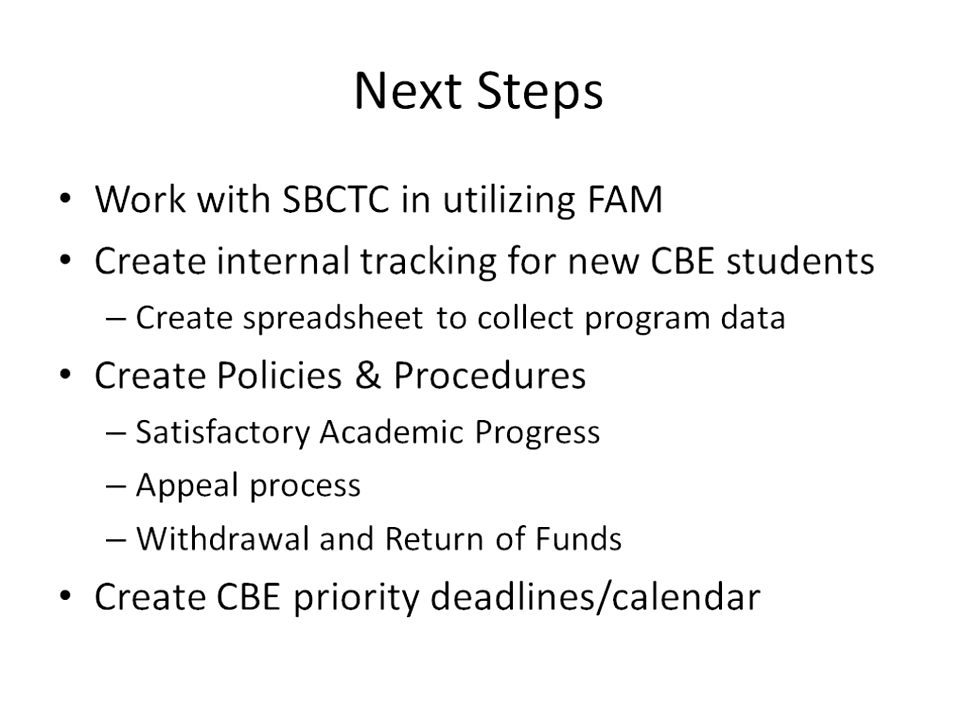 Next Steps
• Work with SBCTC in utilizing FAM
• Create internal tracking for new CBE students
– Create spreadsheet to collect program data
• Create Policies & Procedures
– Satisfactory Academic Progress
– Appeal process
– Withdrawal and Return of Funds
• Create CBE priority deadlines/calendar